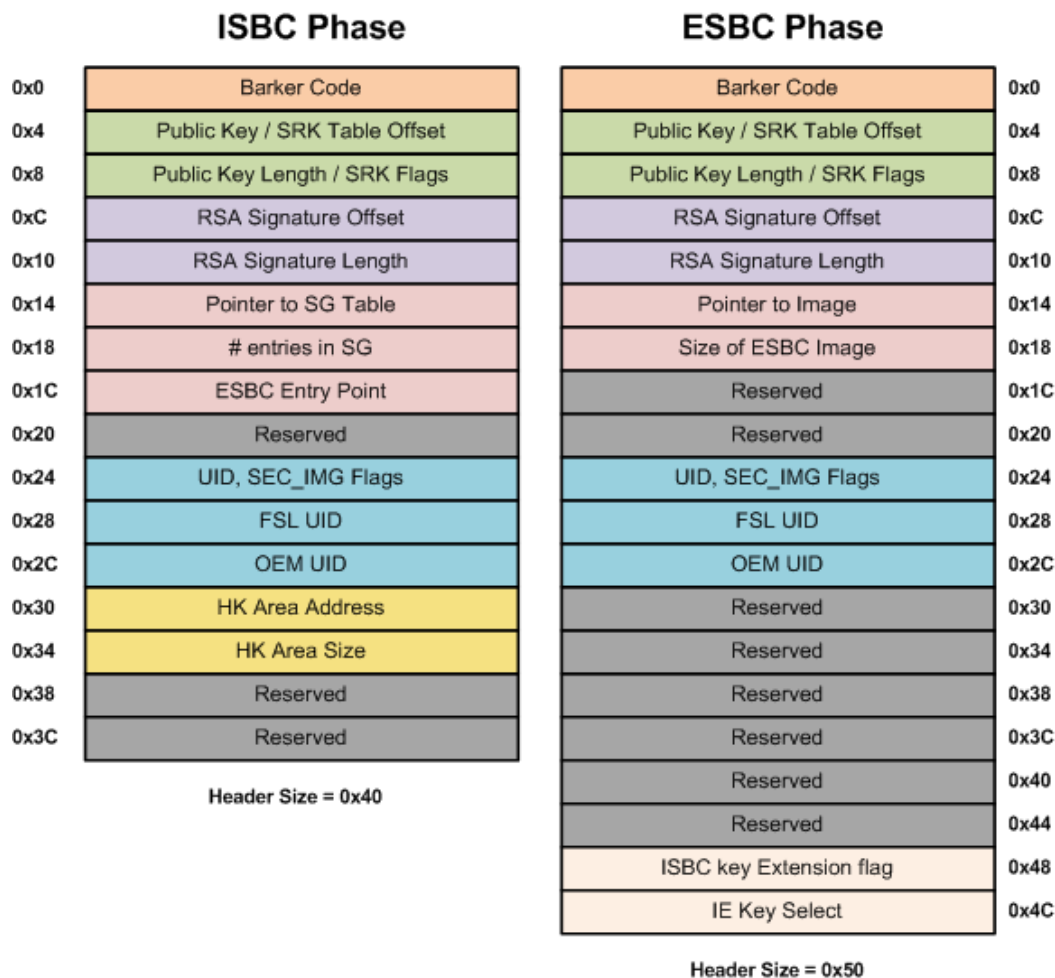 ISBC Phase
ESBC Phase
0x0 Barker Code Barker Code 0x0
0x4 Public Key / SRK Table Offset Public Key / SRK Table Offset 0x4
0x8 Public Key Length / SRK Flags Public Key Length / SRK Flags 0x8
0xC RSA Signature Offset RSA Signature Offset 0xC
0x10 RSA Signature Length RSA Signature Length 0x10
0x14 Pointer to SG Table Pointer to Image 0x14
0x18 # entries in SG Size of ESBC Image 0x18
0x1C ESBC Entry Point Reserved 0x1C
0x20 Reserved Reserved 0x20
0x24 UID, SEC_IMG Flags UID, SEC_IMG Flags 0x24
0x28 FSL UID FSL UID 0x28
0x2C OEM UID OEM UID 0x2C
0x30 HK Area Address Reserved 0x30
0x34 HK Area Size Reserved 0x34
0x38 Reserved Reserved 0x38
0x3C Reserved Reserved 0x3C
Reserved 0x40
Header Size = 0x40
Reserved 0x44
ISBC key Extension flag 0x48
IE Key Select 0x4C
Header Size = 0x50